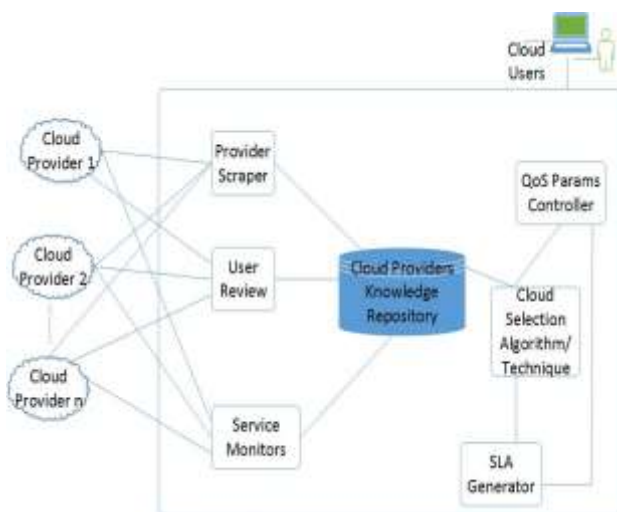 Cloud
Users
Cloud
Provider 1
Provider
Scraper
QoS Params
Controller
Cloud
Provider 2
User
Review
Cloud Providers
Knowledge
Repository
Cloud
Selection
Algorithm/
Technique
Cloud
Provider n
Service
Monitors
SLA
Generator